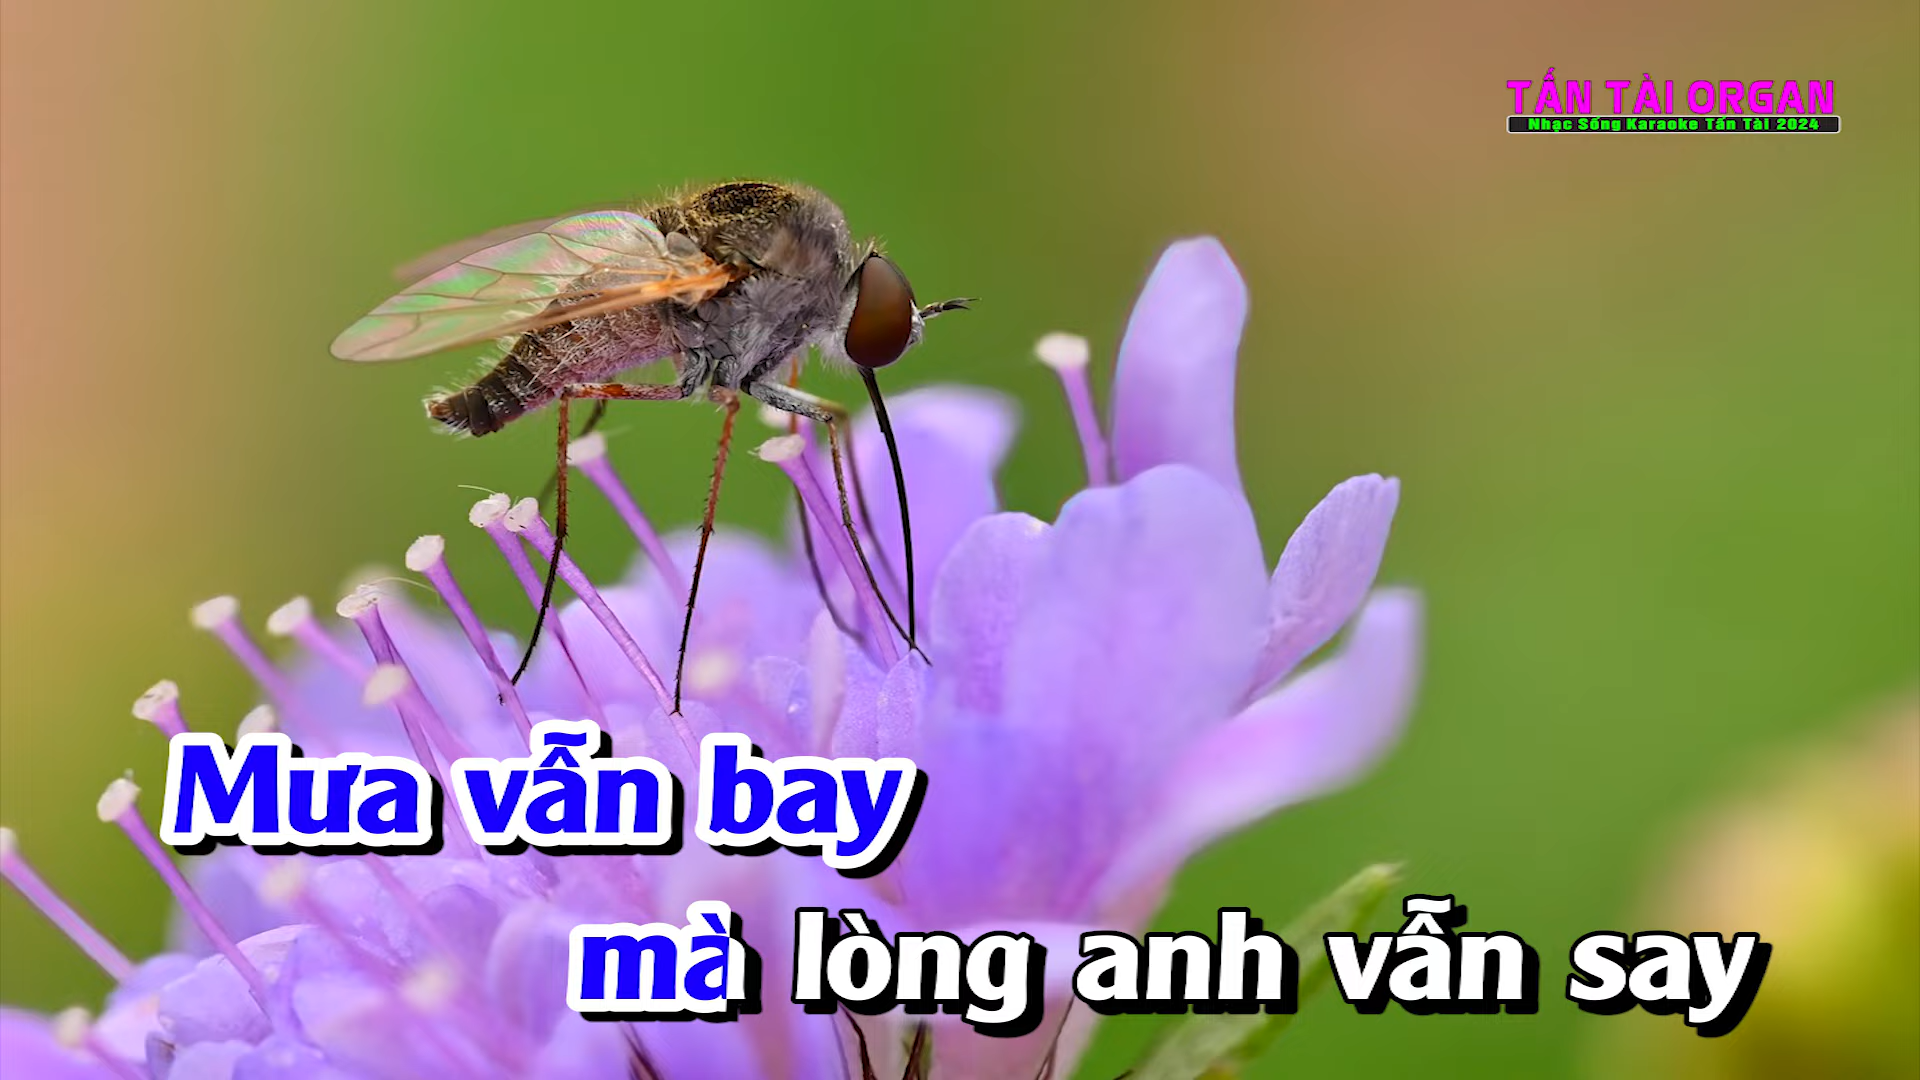 TẤN TÀI ORGAN
Nhạc Sống Karaoke Tấn Tài 2024
Mưa vẫn bay
mà lòng anh vẫn say